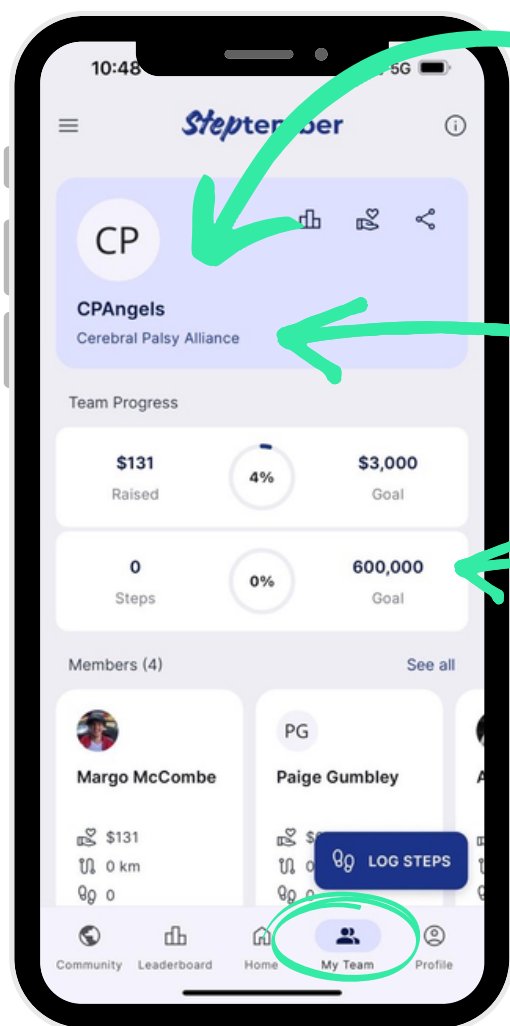 10:48 5G
Steptember
CP
CPAngels
Cerebral Palsy Alliance
Team Progress
$131 4% $3,000
Raised Goal
0 0% 600,000
Steps Goal
Members (4) See all
PG
Margo McCombe Paige Gumbley
$131
0 km
0
LOG STEPS
Community Leaderboard Home My Team Profile